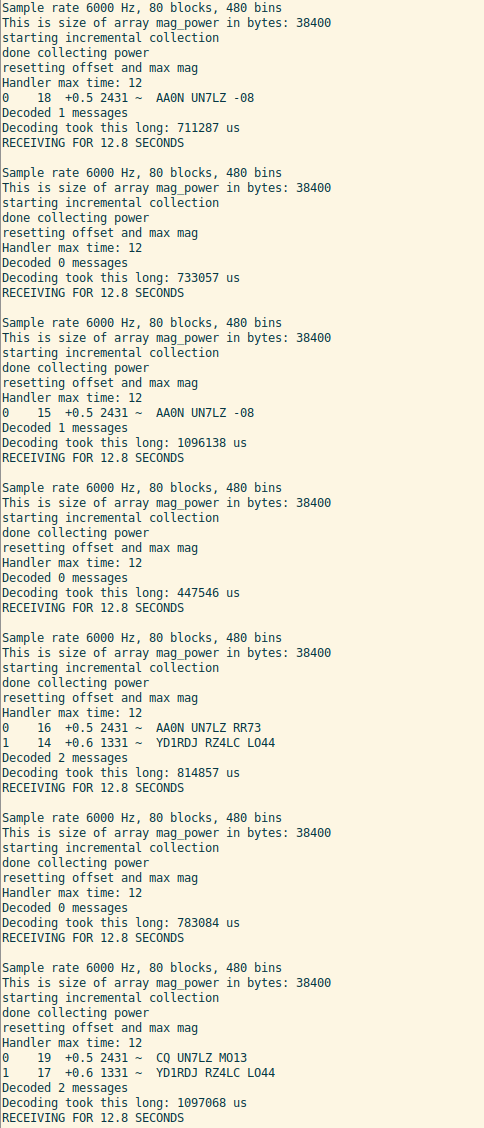 Sample rate 6000 Hz, 80 blocks, 480 bins
This is size of array mag_power in bytes: 38400
starting incremental collection
done collecting power
resetting offset and max mag
Handler max time: 12
0    18  +0.5 2431 ~  AA0N UN7LZ -08
Decoded 1 messages
Decoding took this long: 711287 us
RECEIVING FOR 12.8 SECONDS

Sample rate 6000 Hz, 80 blocks, 480 bins
This is size of array mag_power in bytes: 38400
starting incremental collection
done collecting power
resetting offset and max mag
Handler max time: 12
Decoded 0 messages
Decoding took this long: 733057 us
RECEIVING FOR 12.8 SECONDS

Sample rate 6000 Hz, 80 blocks, 480 bins
This is size of array mag_power in bytes: 38400
starting incremental collection
done collecting power
resetting offset and max mag
Handler max time: 12
0    15  +0.5 2431 ~  AA0N UN7LZ -08
Decoded 1 messages
Decoding took this long: 1096138 us
RECEIVING FOR 12.8 SECONDS

Sample rate 6000 Hz, 80 blocks, 480 bins
This is size of array mag_power in bytes: 38400
starting incremental collection
done collecting power
resetting offset and max mag
Handler max time: 12
Decoded 0 messages
Decoding took this long: 447546 us
RECEIVING FOR 12.8 SECONDS

Sample rate 6000 Hz, 80 blocks, 480 bins
This is size of array mag_power in bytes: 38400
starting incremental collection
done collecting power
resetting offset and max mag
Handler max time: 12
0    16  +0.5 2431 ~  AA0N UN7LZ RR73
1    14  +0.6 1331 ~  YD1RDJ RZ4LC LO44
Decoded 2 messages
Decoding took this long: 814857 us
RECEIVING FOR 12.8 SECONDS

Sample rate 6000 Hz, 80 blocks, 480 bins
This is size of array mag_power in bytes: 38400
starting incremental collection
done collecting power
resetting offset and max mag
Handler max time: 12
Decoded 0 messages
Decoding took this long: 783084 us
RECEIVING FOR 12.8 SECONDS

Sample rate 6000 Hz, 80 blocks, 480 bins
This is size of array mag_power in bytes: 38400
starting incremental collection
done collecting power
resetting offset and max mag
Handler max time: 12
0    19  +0.5 2431 ~  CQ UN7LZ MO13
1    17  +0.6 1331 ~  YD1RDJ RZ4LC LO44
Decoded 2 messages
Decoding took this long: 1097068 us
RECEIVING FOR 12.8 SECONDS